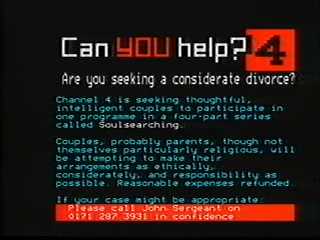 Can YOU help? 4
Are you seeking a considerate divorce?
Channel 4 is seeking thoughtful,
intelligent couples to participate in
one programme in a four-part series
called Soulsearching.
Couples, probably parents, though not
themselves particularly religious, will
be attempting to make their
arrangements as ethically,
considerately, and responsibility as
possible. Reasonable expenses refunded.
If your case might be appropriate:
Please call John Sergeant on
0171 287 3931 in confidence